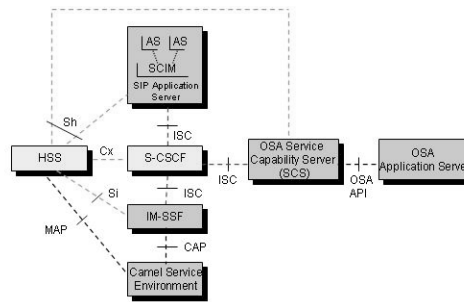 AS AS
SCIM
SIP Application
Server
Sh
ISC
HSS
Cx
S-CSCF
ISC
OSA Service
Capability Server
(SCS)
OSA
API
OSA
Application Serve
Si
ISC
IM-SSF
MAP
CAP
Camel Service
Environment